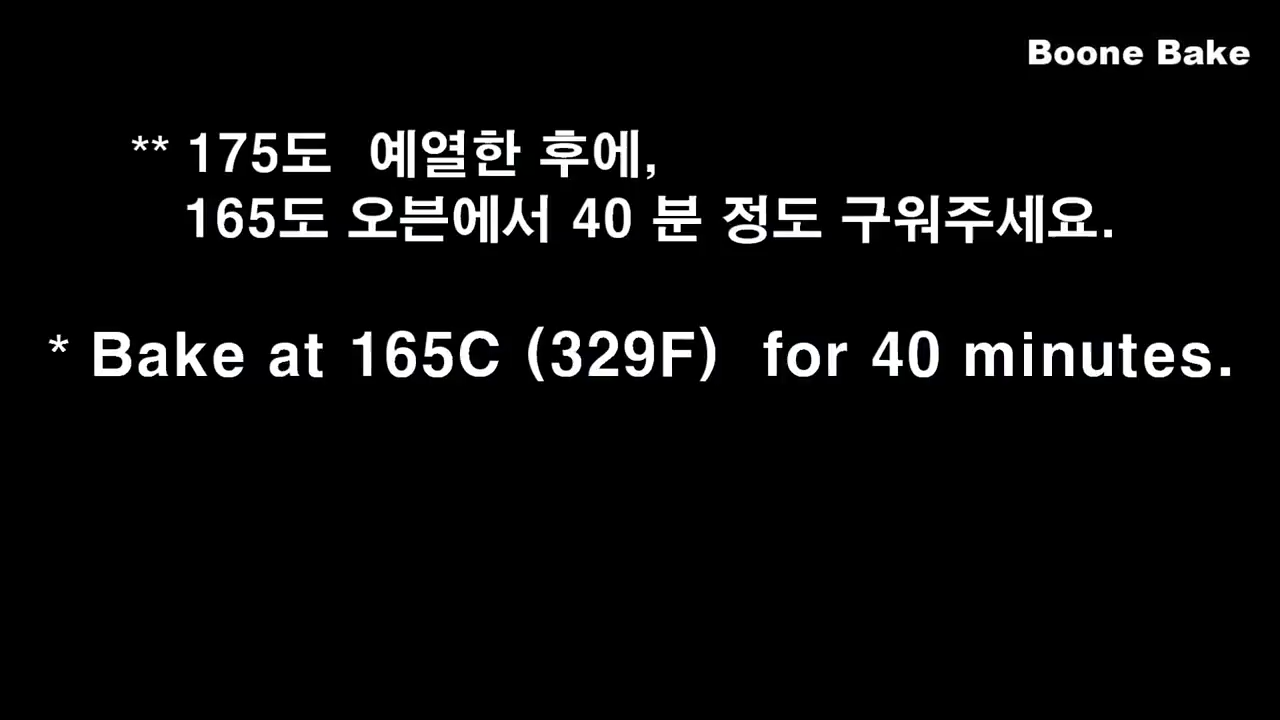 Boone Bake
** 175도 예열한 후에,
165도 오븐에서 40 분 정도 구워주세요.
* Bake at 165C (329F) for 40 minutes.